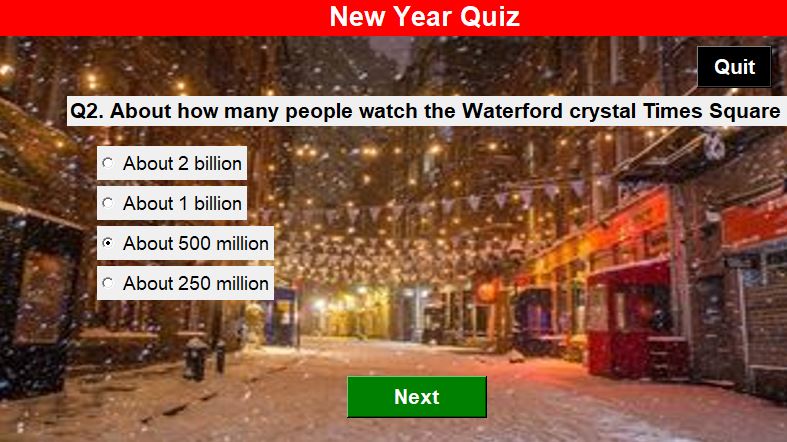 New Year Quiz
Quit
Q2. About how many people watch the Waterford crystal Times Square
About 2 billion
About 1 billion
About 500 million
About 250 million
Next